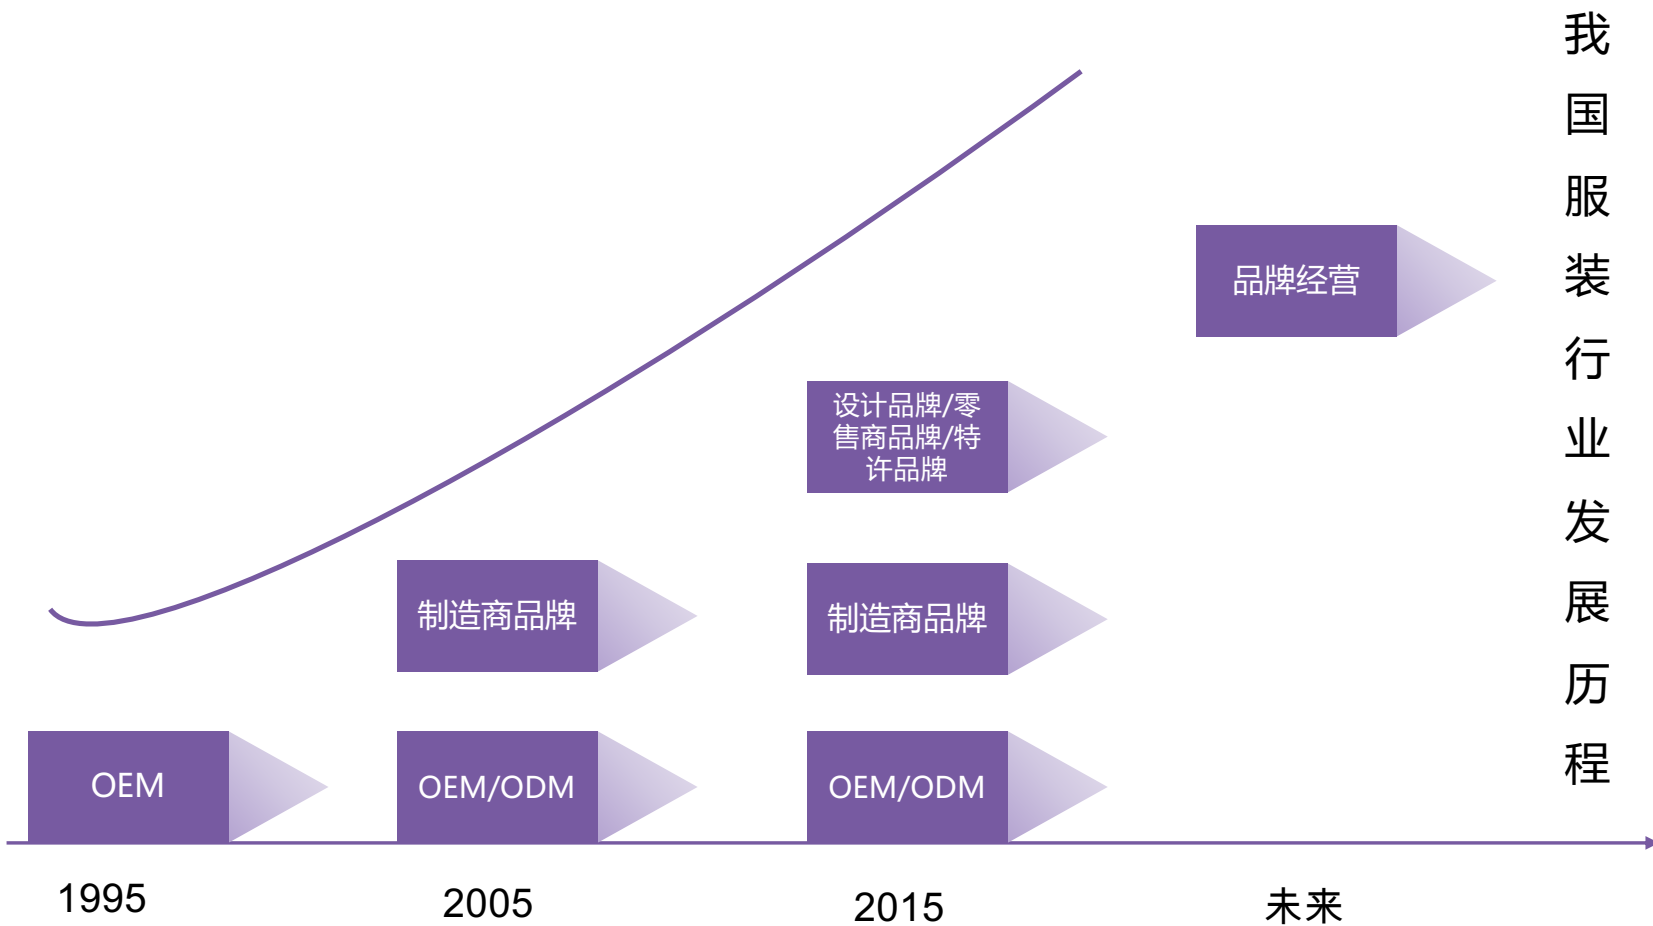 我国服装行业发展历程
品牌经营
设计品牌/零
售商品牌/特
许品牌
制造商品牌
制造商品牌
OEM
OEM/ODM
OEM/ODM
1995
2005
2015
未来